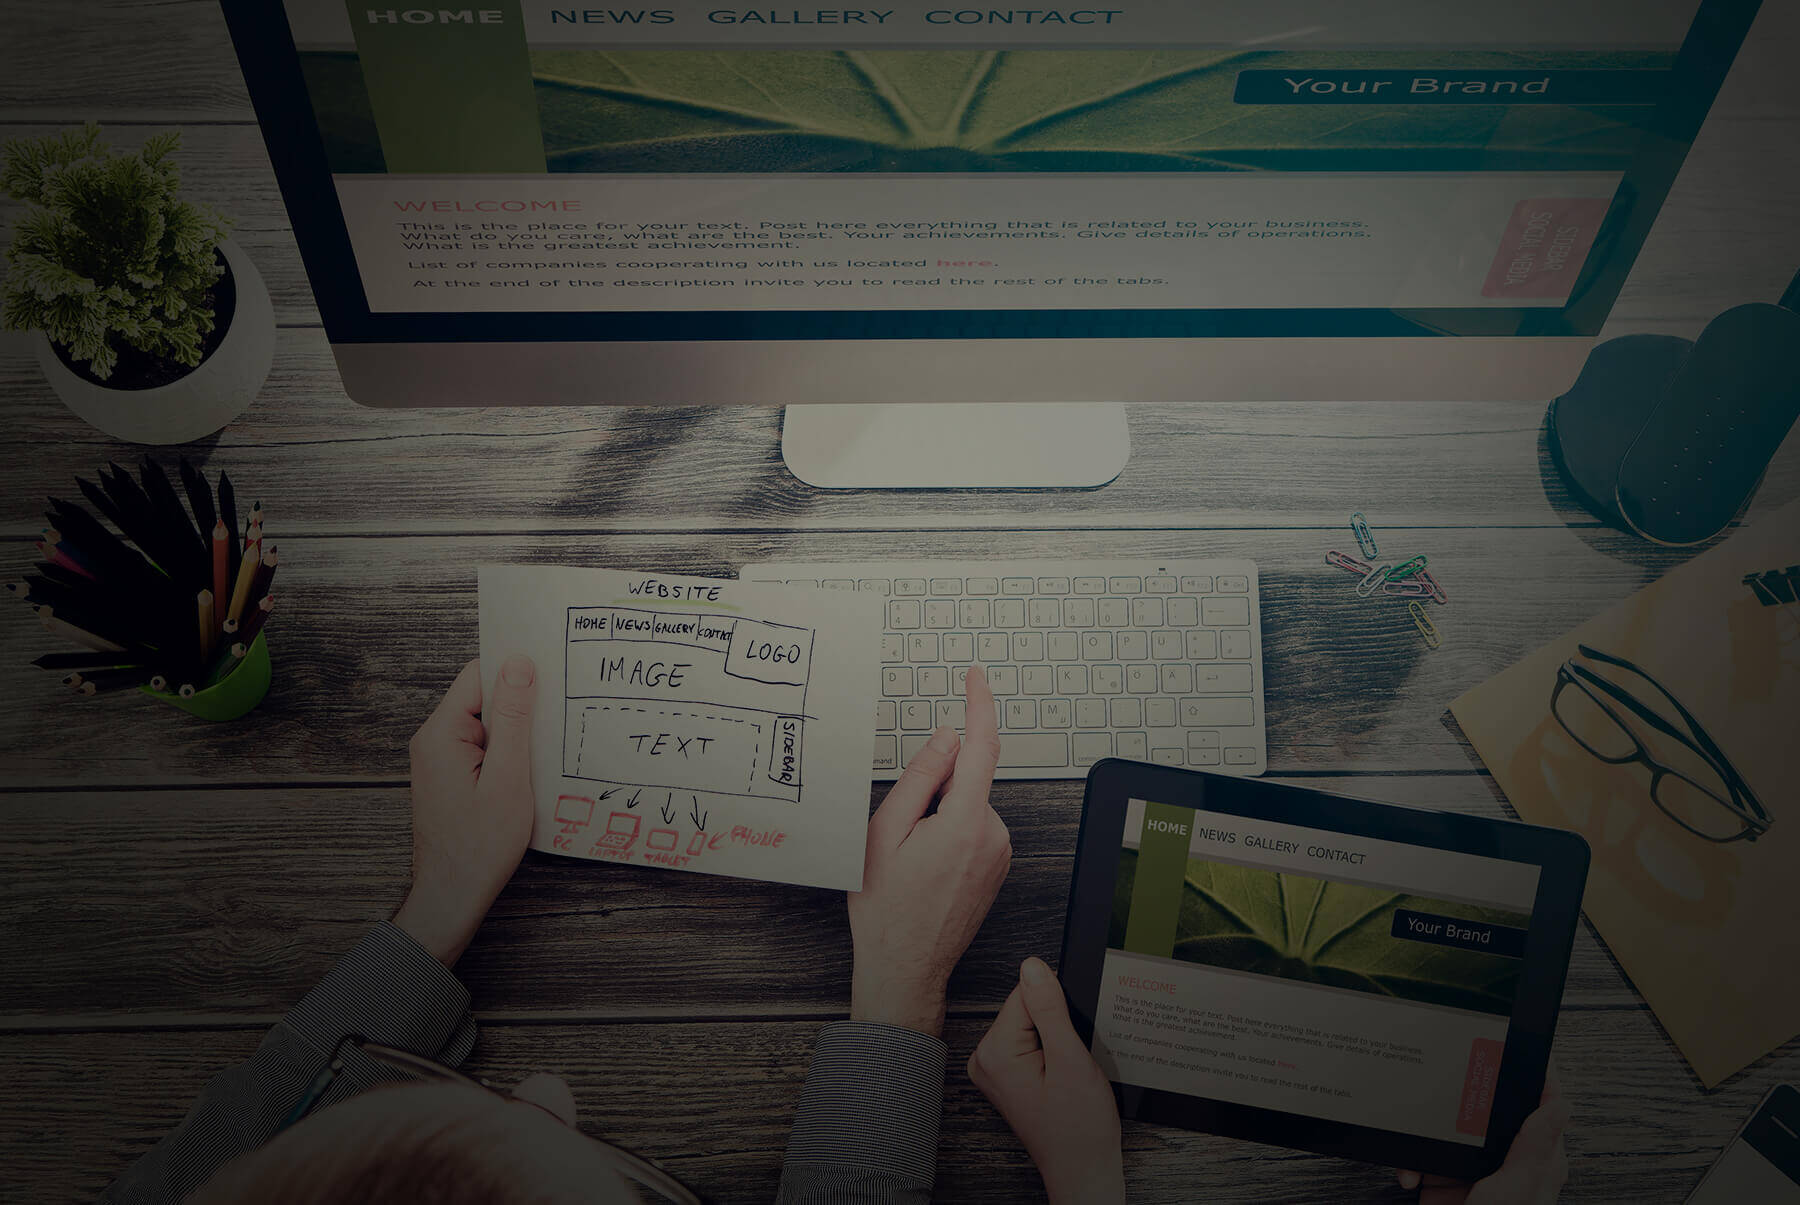 HOME NEWS GALLERY CONTACT
Your Brand
WELCOME
This is the place for your text. Post here everything that is related to your business.
What do you care, what are the best. Your achievements. Give details of operations.
What is the greatest achievement.
List of companies cooperating with us located here.
At the end of the description invite you to read the rest of the tabs.
SIDEBAR
SOCIAL MEDIA
WEBSITE
HOME NEWS GALLERY CONTACT
LOGO
IMAGE
TEXT
SIDEBAR
PC LAPTOP TABLET PHONE
4 5 6 7 8 9
R T Z U I O P Ü
D F G H J K L Ö Ä
C V N M
HOME NEWS GALLERY CONTACT
Your Brand
WELCOME
This is the place for your text. Post here everything that is related to your business.
What do you care, what are the best. Your achievements. Give details of operations.
What is the greatest achievement.
List of companies cooperating with us located here.
At the end of the description invite you to read the rest of the tabs.
SIDEBAR
SOCIAL MEDIA